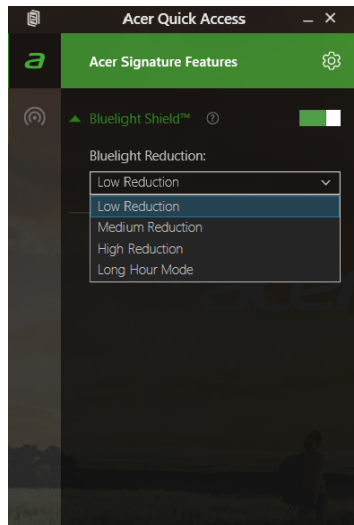 Acer Quick Access
Acer Signature Features
Bluelight Shield™ ?
Bluelight Reduction:
Low Reduction
Low Reduction
Medium Reduction
High Reduction
Long Hour Mode
acer